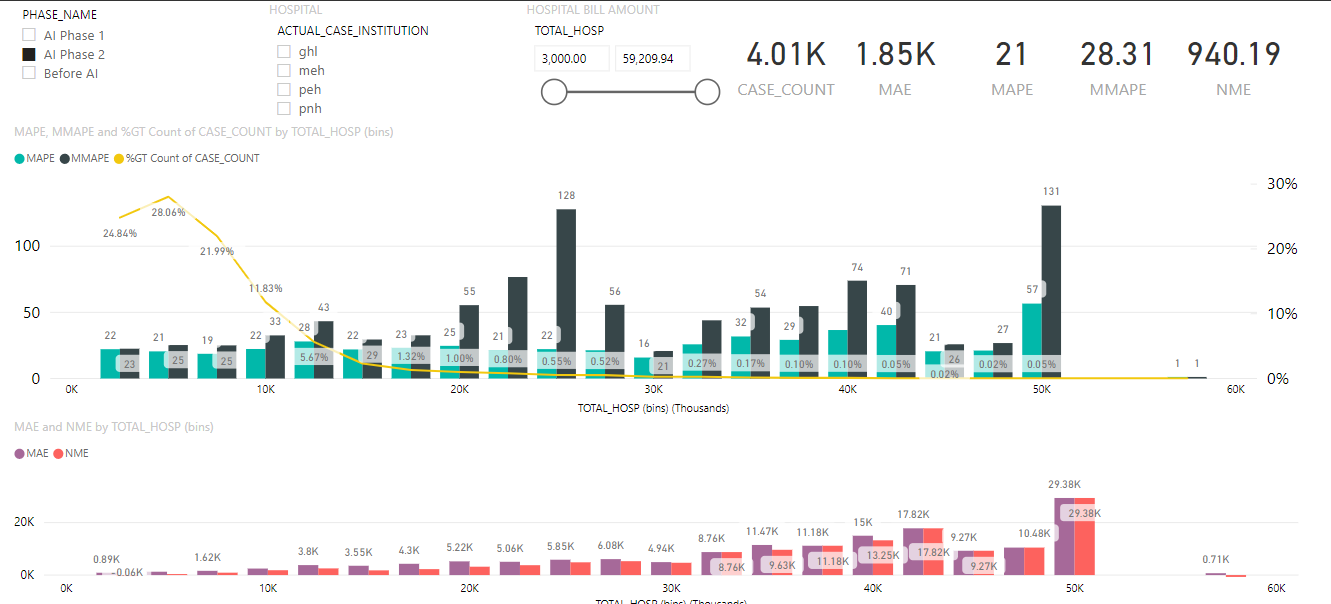 PHASE_NAME
AI Phase 1
AI Phase 2
Before AI
HOSPITAL
ACTUAL_CASE_INSTITUTION
ghl
meh
peh
pnh
HOSPITAL BILL AMOUNT
TOTAL_HOSP
3,000.00 59,209.94
4.01K 1.85K 21 28.31 940.19
CASE_COUNT MAE MAPE MMAPE NME
MAPE, MMAPE and %GT Count of CASE_COUNT by TOTAL_HOSP (bins)
MAPE MMAPE %GT Count of CASE_COUNT
128 131 30%
28.06%
24.84%
21.99% 100 20%
11.83% 74 71
43 55 56 54 57
50 33 40 10%
22 21 19 22 28 22 23 25 21 22 16 32 29 21 27
23 25 25 5.67% 29 1.32% 1.00% 0.80% 0.55% 0.52% 21 0.27% 0.17% 0.10% 0.10% 0.05% 26 0.02% 0.05% 1 1
0.02%
0 0%
0K 10K 20K 30K 40K 50K 60K
TOTAL_HOSP (bins) (Thousands)
MAE and NME by TOTAL_HOSP (bins)
MAE NME
29.38K
20K 29.38K
0.89K 1.62K 3.8K 3.55K 4.3K 5.22K 5.06K 5.85K 6.08K 4.94K 8.76K 11.47K 11.18K 15K 17.82K 9.27K 10.48K 0.71K
-0.06K 8.76K 9.63K 11.18K 13.25K 17.82K 9.27K
0K
0K 10K 20K 30K 40K 50K 60K
TOTAL_HOSP (bins) (Thousands)